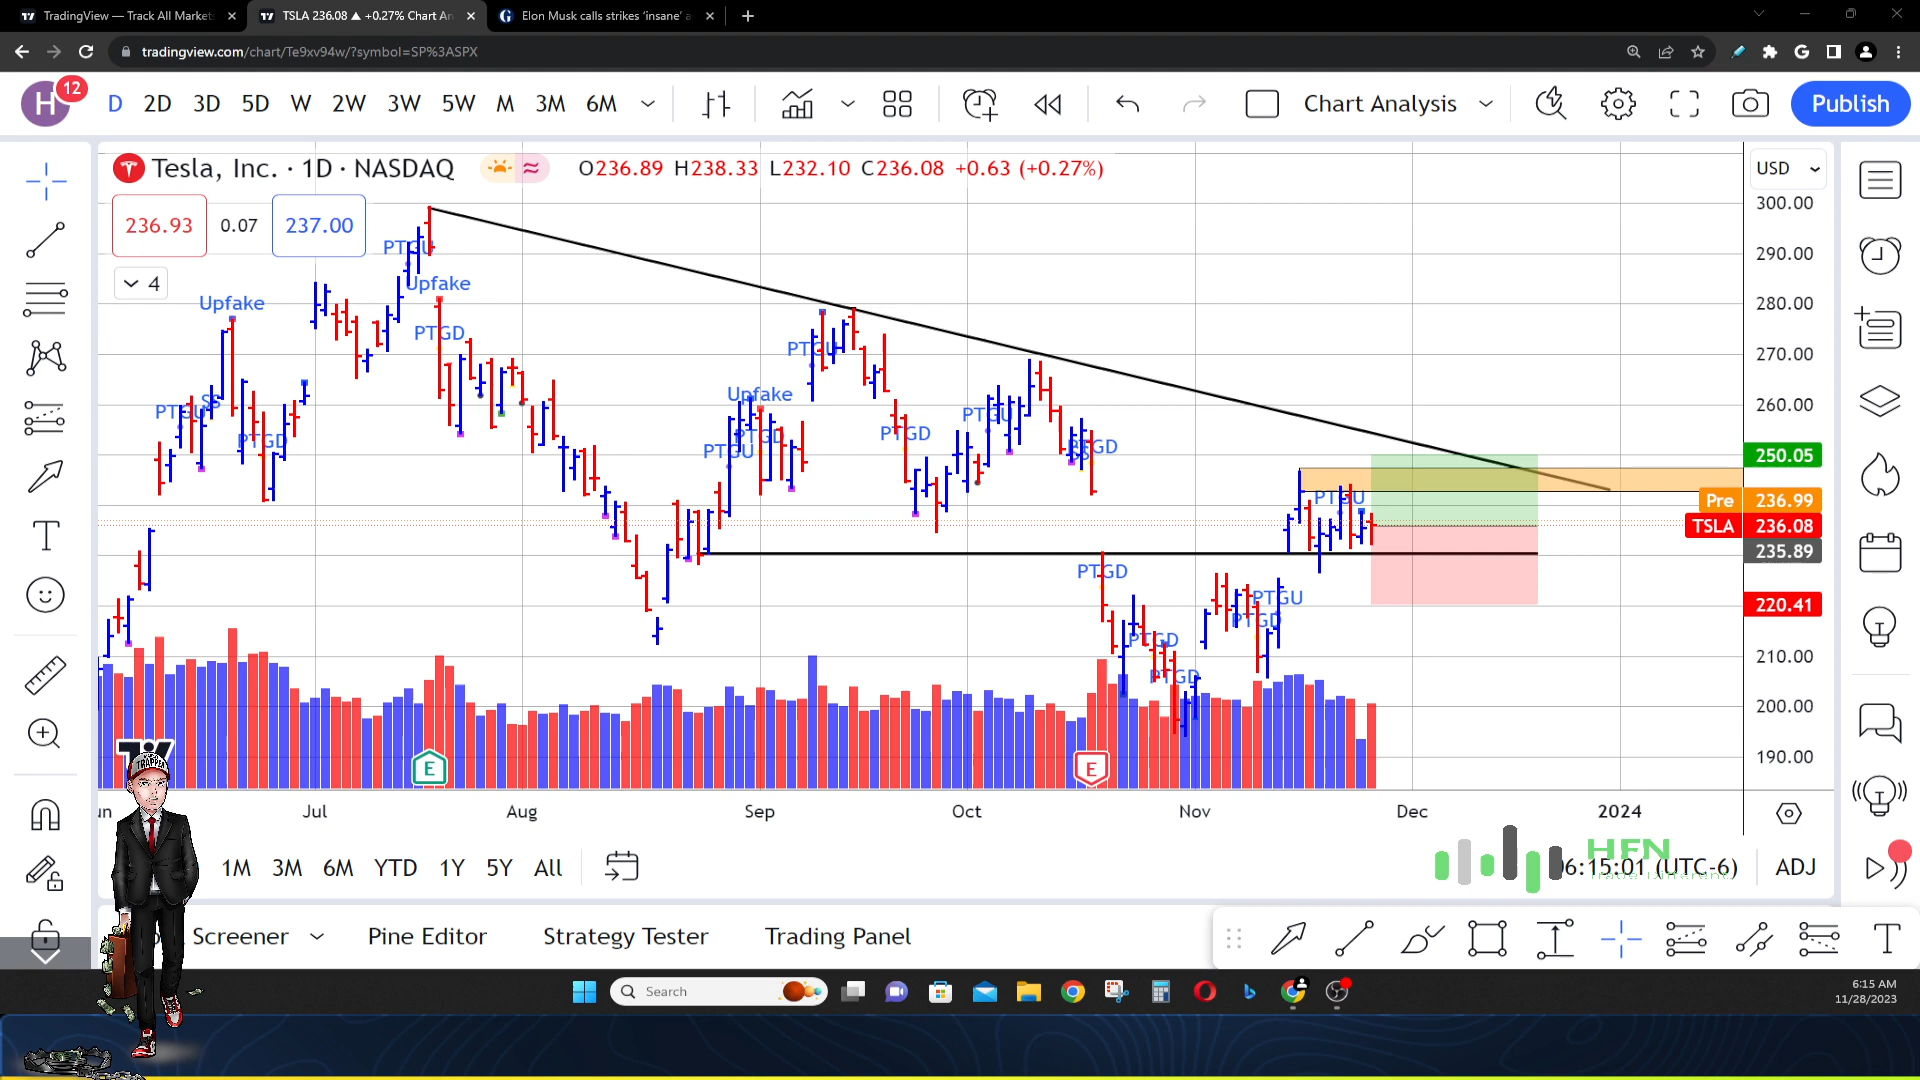 TradingView — Track All Market
TSLA 236.08 ▲ +0.27% Chart An
Elon Musk calls strikes ‘insane’ a
tradingview.com/chart/Te9xv94w/?symbol=SP%3ASPX
H
12
D 2D 3D 5D W 2W 3W 5W M 3M 6M
Chart Analysis
Publish
Tesla, Inc. · 1D · NASDAQ
O236.89 H238.33 L232.10 C236.08 +0.63 (+0.27%)
USD
236.93
0.07
237.00
4
300.00
290.00
280.00
270.00
260.00
250.05
Pre 236.99
TSLA 236.08
235.89
220.41
210.00
200.00
190.00
PTGU
Upfake
Upfake
PTGD
PTGU
SS
PTGD
PTGU
Upfake
PTGU
PTGD
PTGD
PTGU
PTGD
SS
PTGU
PTGD
PTGU
PTGD
PTGD
PTGD
E
E
Jul
Aug
Sep
Oct
Nov
Dec
2024
TRAPPER
1M 3M 6M YTD 1Y 5Y All
HFN
06:15:01 (UTC-6)
ADJ
Screener
Pine Editor
Strategy Tester
Trading Panel
Search
6:15 AM
11/28/2023